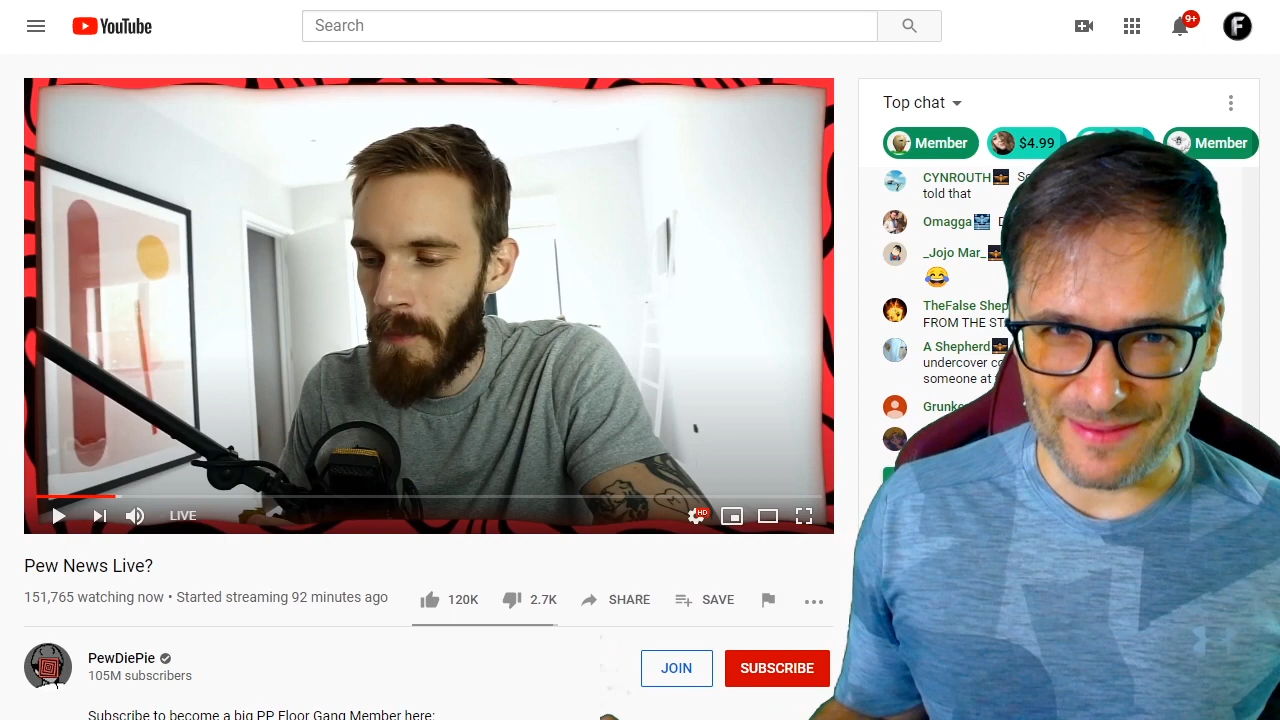 YouTube
Search
9+
F
LIVE
HD
Pew News Live?
151,765 watching now • Started streaming 92 minutes ago
120K
2.7K
SHARE
SAVE
PewDiePie
105M subscribers
JOIN
SUBSCRIBE
Subscribe to become a big PP Floor Gang Member here:
Top chat
Member
$4.99
Member
CYNROUTH
told that
Omagga
_Jojo Mar_
😂
TheFalse
FROM THE
A Shepherd
undercover
someone at